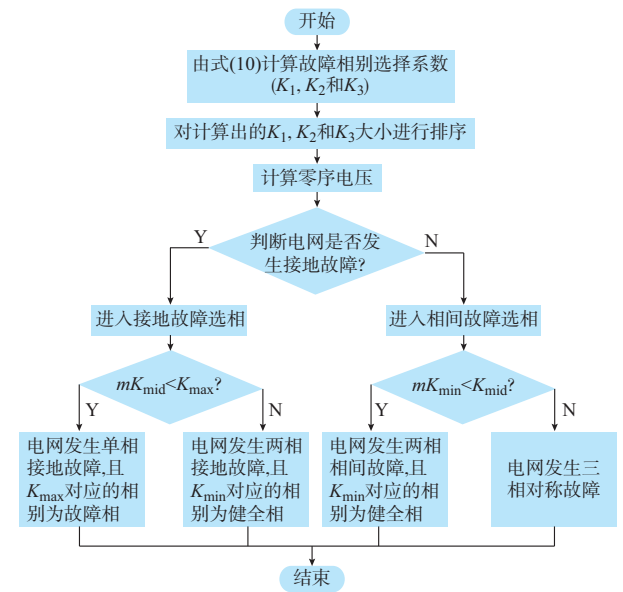 开始
由式(10)计算故障相别选择系数
(K₁, K₂和K₃)
对计算出的K₁, K₂和K₃大小进行排序
计算零序电压
判断电网是否发
生接地故障?
Y
N
进入接地故障选相
进入相间故障选相
mKmid<Kmax?
mKmin<Kmid?
Y
N
Y
N
电网发生单相
接地故障,且
Kmax对应的相
别为故障相
电网发生两相
接地故障,且
Kmin对应的相
别为健全相
电网发生两相
相间故障,且
Kmin对应的相
别为健全相
电网发生三
相对称故障
结束